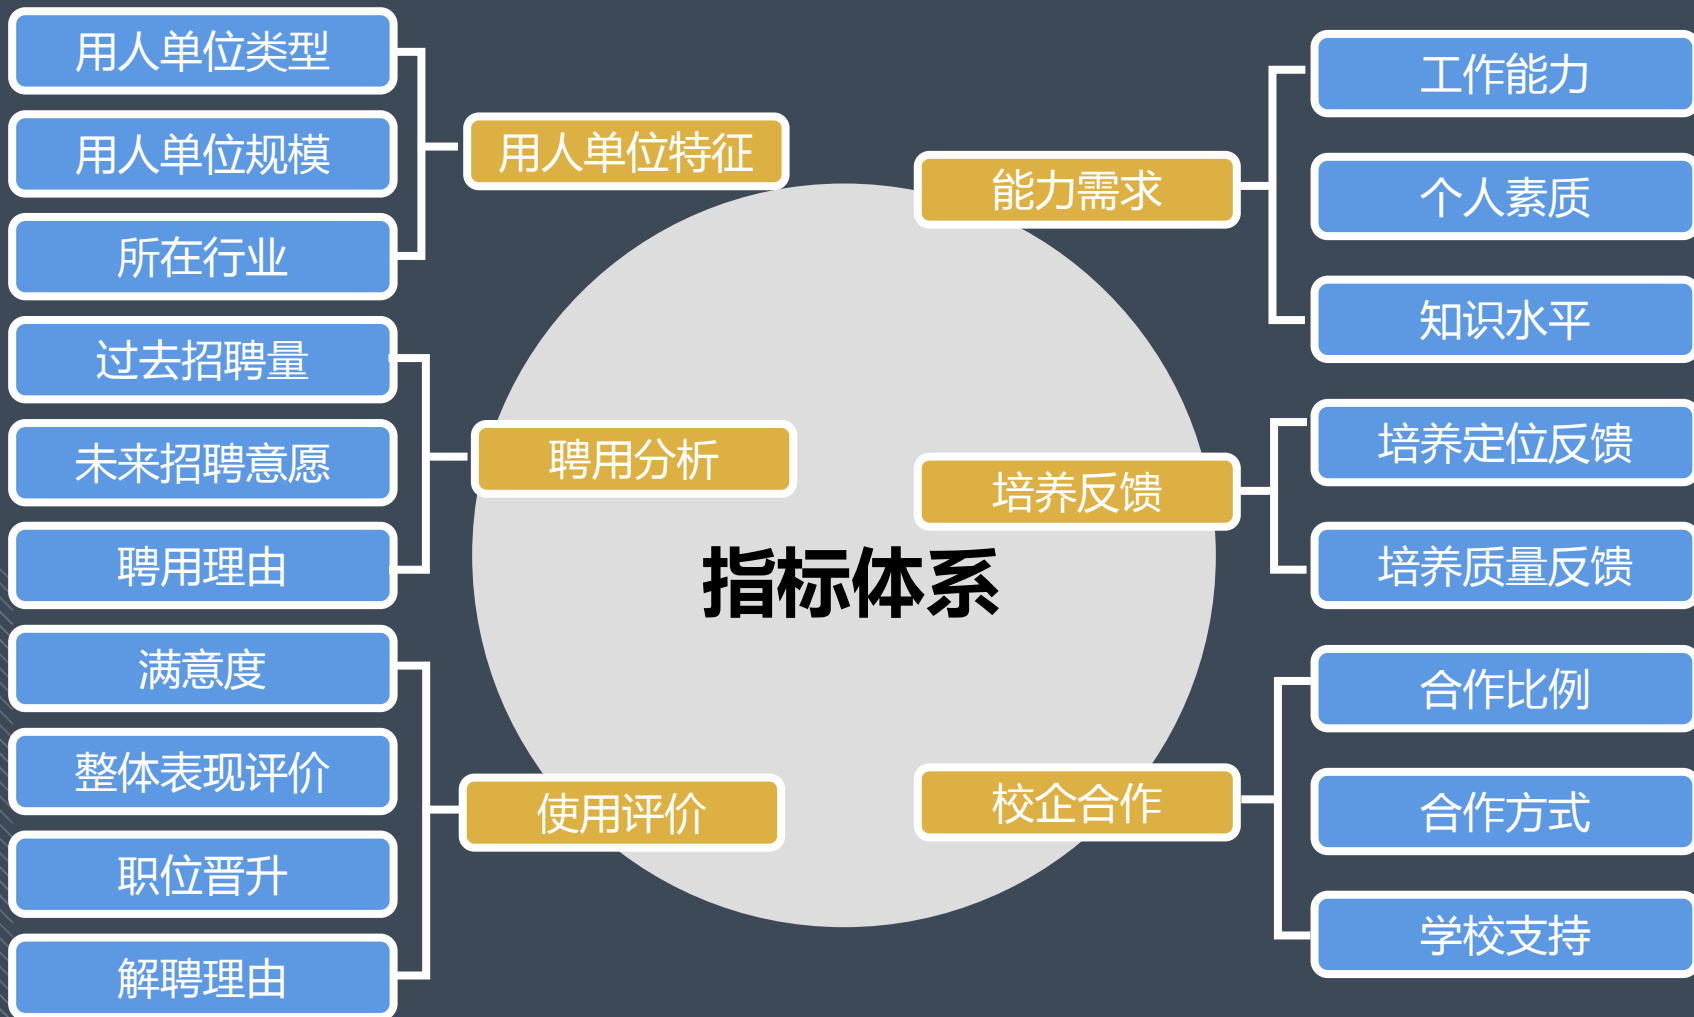 用人单位类型
用人单位规模
所在行业
用人单位特征
过去招聘量
未来招聘意愿
聘用理由
聘用分析
满意度
整体表现评价
职位晋升
解聘理由
使用评价
指标体系
能力需求
工作能力
个人素质
知识水平
培养反馈
培养定位反馈
培养质量反馈
校企合作
合作比例
合作方式
学校支持